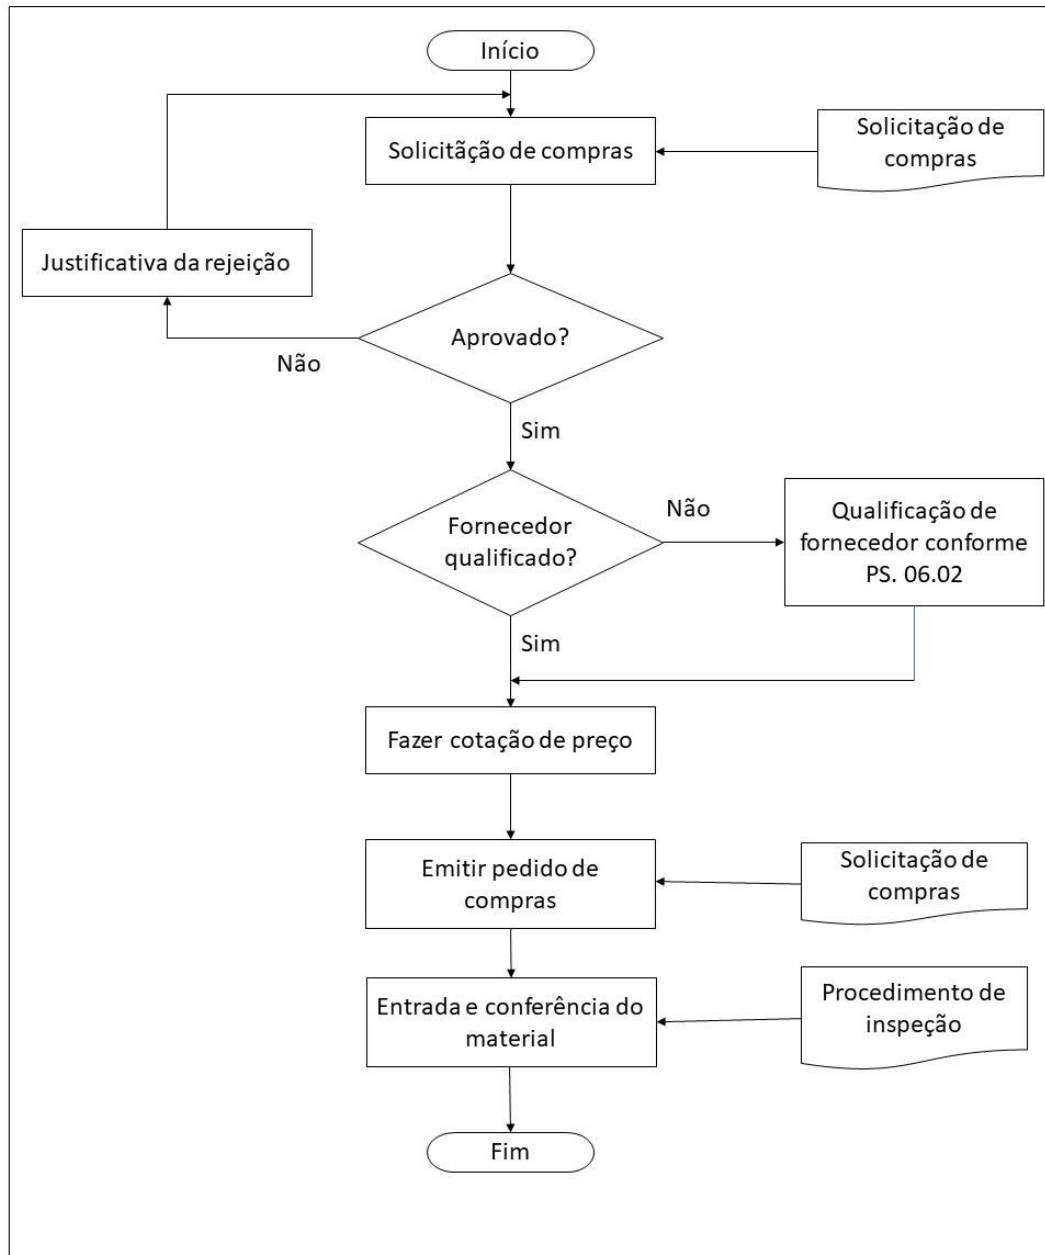 Início
Solicitãção de compras
Solicitação de
compras
Justificativa da rejeição
Aprovado?
Não
Sim
Fornecedor
qualificado?
Não
Qualificação de
fornecedor conforme
PS. 06.02
Sim
Fazer cotação de preço
Emitir pedido de
compras
Solicitação de
compras
Entrada e conferência do
material
Procedimento de
inspeção
Fim